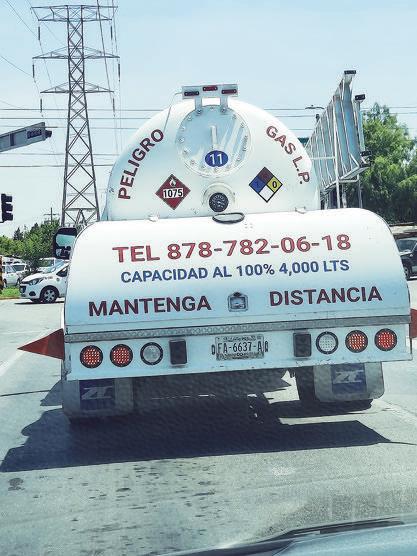 PELIGRO
GAS L.P.
11
1075
TEL 878-782-06-18
CAPACIDAD AL 100% 4,000 LTS
MANTENGA DISTANCIA
FA-6637-A